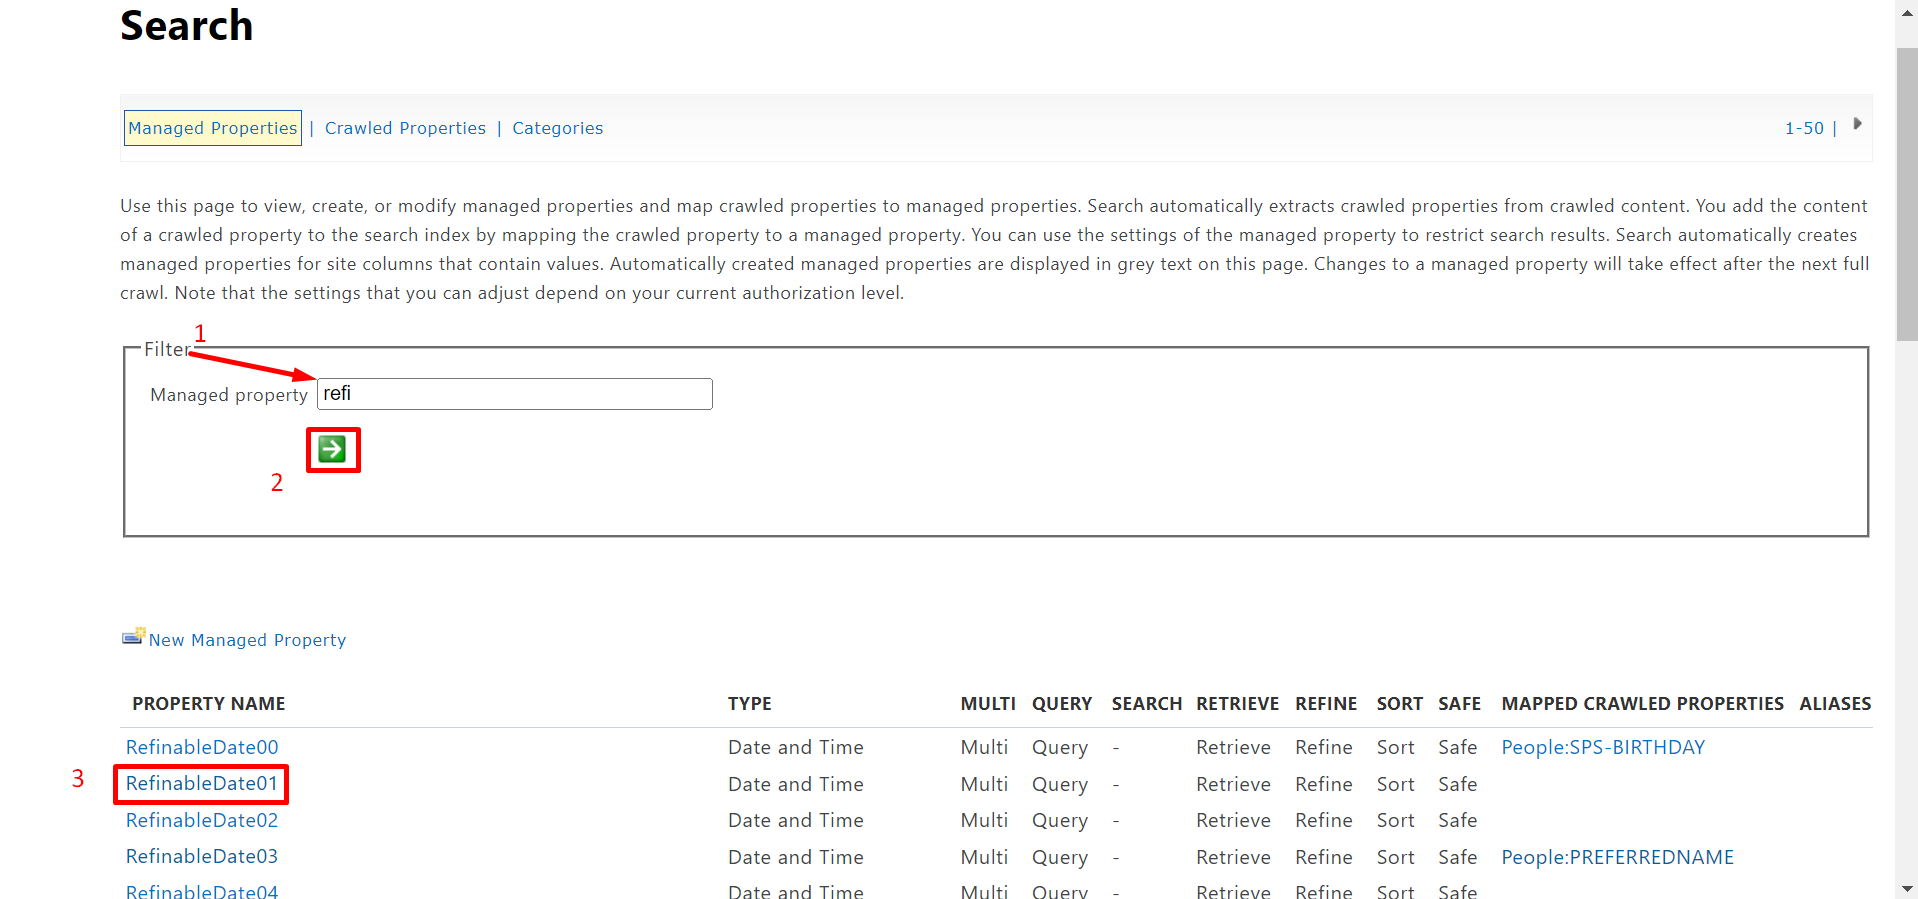 Search
Managed Properties | Crawled Properties | Categories 1-50 |
Use this page to view, create, or modify managed properties and map crawled properties to managed properties. Search automatically extracts crawled properties from crawled content. You add the content
of a crawled property to the search index by mapping the crawled property to a managed property. You can use the settings of the managed property to restrict search results. Search automatically creates
managed properties for site columns that contain values. Automatically created managed properties are displayed in grey text on this page. Changes to a managed property will take effect after the next full
crawl. Note that the settings that you can adjust depend on your current authorization level.
1
Filter
Managed property refi
2
New Managed Property
PROPERTY NAME TYPE MULTI QUERY SEARCH RETRIEVE REFINE SORT SAFE MAPPED CRAWLED PROPERTIES ALIASES
RefinableDate00 Date and Time Multi Query - Retrieve Refine Sort Safe People:SPS-BIRTHDAY
3 RefinableDate01 Date and Time Multi Query - Retrieve Refine Sort Safe
RefinableDate02 Date and Time Multi Query - Retrieve Refine Sort Safe
RefinableDate03 Date and Time Multi Query - Retrieve Refine Sort Safe People:PREFERREDNAME
RefinableDate04 Date and Time Multi Query - Retrieve Refine Sort Safe